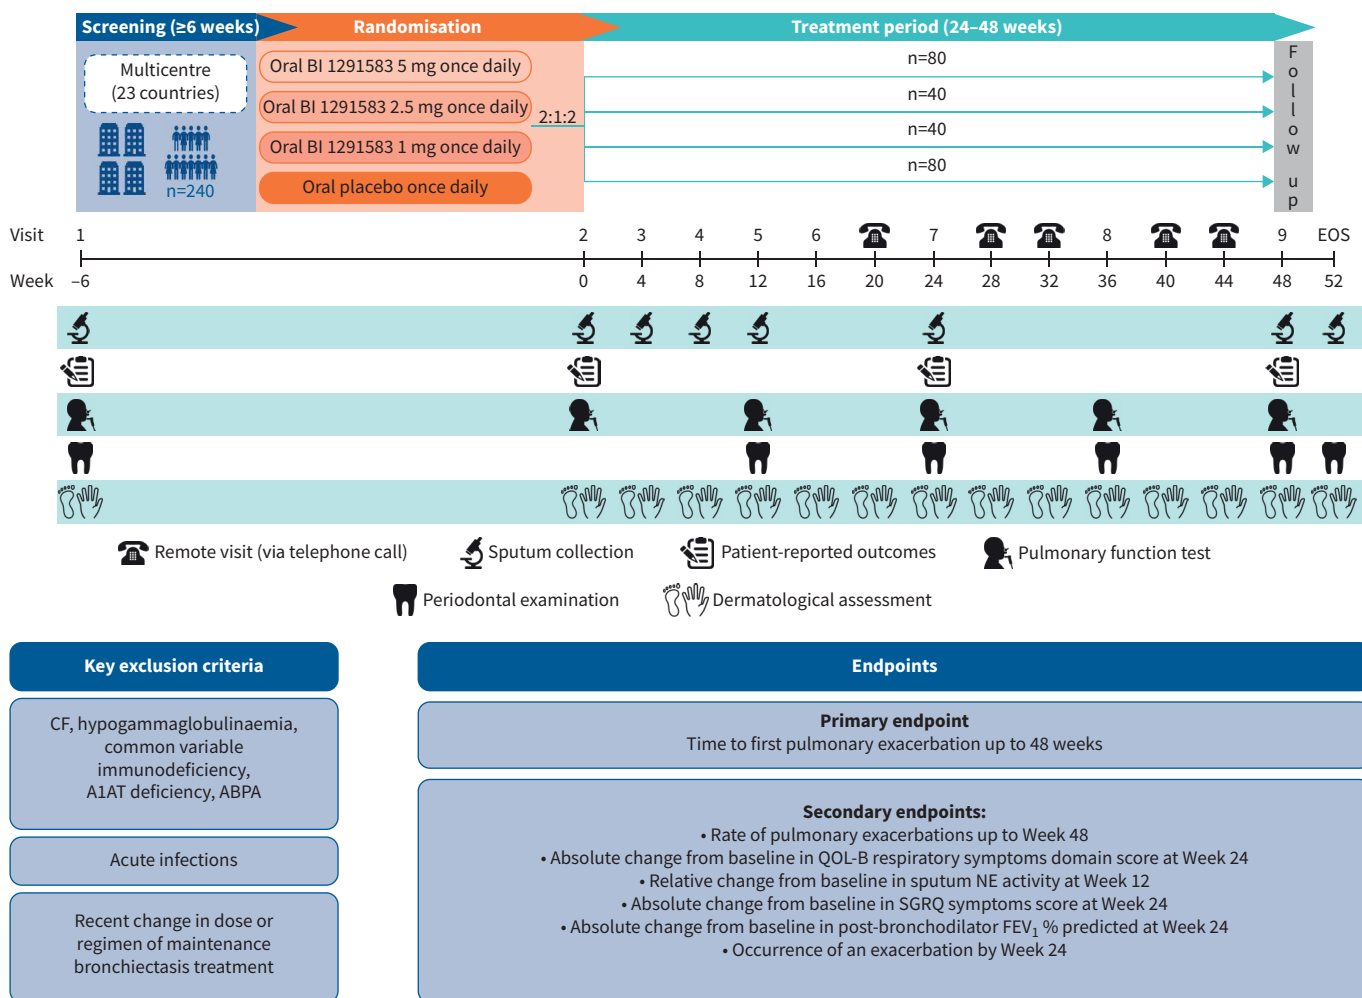 Screening (≥6 weeks)
Randomisation
Treatment period (24–48 weeks)
Multicentre
(23 countries)
n=240
Oral BI 1291583 5 mg once daily
Oral BI 1291583 2.5 mg once daily
Oral BI 1291583 1 mg once daily
Oral placebo once daily
2:1:2
n=80
n=40
n=40
n=80
Follow up
Visit 1 2 3 4 5 6 7 8 9 EOS
Week –6 0 4 8 12 16 20 24 28 32 36 40 44 48 52
Remote visit (via telephone call)
Sputum collection
Patient-reported outcomes
Pulmonary function test
Periodontal examination
Dermatological assessment
Key exclusion criteria
CF, hypogammaglobulinaemia,
common variable
immunodeficiency,
A1AT deficiency, ABPA
Acute infections
Recent change in dose or
regimen of maintenance
bronchiectasis treatment
Endpoints
Primary endpoint
Time to first pulmonary exacerbation up to 48 weeks
Secondary endpoints:
• Rate of pulmonary exacerbations up to Week 48
• Absolute change from baseline in QOL-B respiratory symptoms domain score at Week 24
• Relative change from baseline in sputum NE activity at Week 12
• Absolute change from baseline in SGRQ symptoms score at Week 24
• Absolute change from baseline in post-bronchodilator FEV₁ % predicted at Week 24
• Occurrence of an exacerbation by Week 24